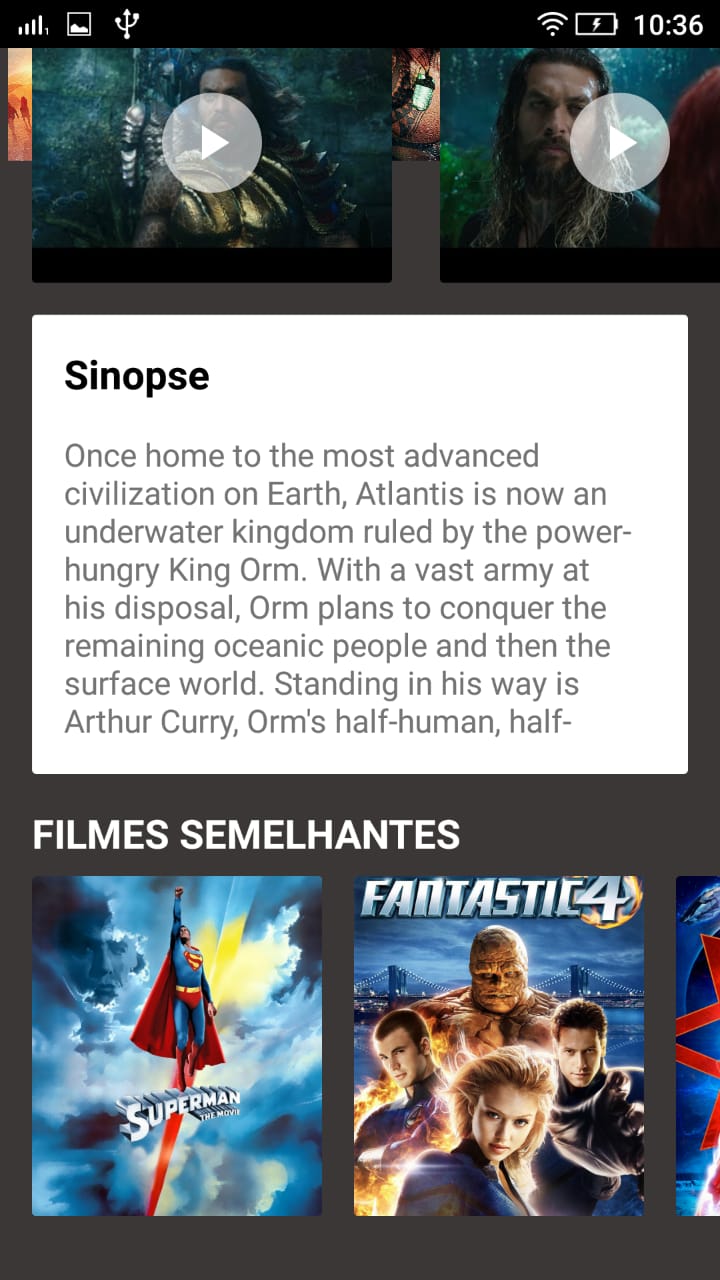 10:36
Sinopse
Once home to the most advanced
civilization on Earth, Atlantis is now an
underwater kingdom ruled by the power-
hungry King Orm. With a vast army at
his disposal, Orm plans to conquer the
remaining oceanic people and then the
surface world. Standing in his way is
Arthur Curry, Orm's half-human, half-
FILMES SEMELHANTES
SUPERMAN
THE MOVIE
FANTASTIC 4